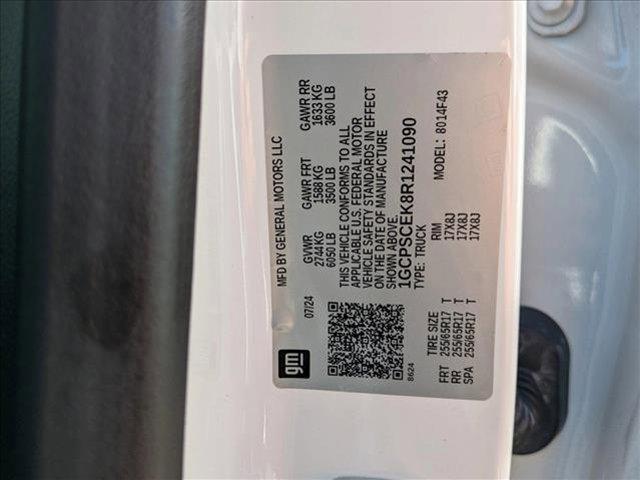 gm
MFD BY GENERAL MOTORS LLC
07/24
GVWR GAWR FRT GAWR RR
2744 KG 1588 KG 1633 KG
6050 LB 3500 LB 3600 LB
THIS VEHICLE CONFORMS TO ALL
APPLICABLE U.S. FEDERAL MOTOR
VEHICLE SAFETY STANDARDS IN EFFECT
ON THE DATE OF MANUFACTURE
SHOWN ABOVE.
1GCPSCEK8R1241090
TYPE: TRUCK MODEL: 8014F43
8624
TIRE SIZE RIM
FRT 255/65R17 T 17X8J
RR 255/65R17 T 17X8J
SPA 255/65R17 T 17X8J